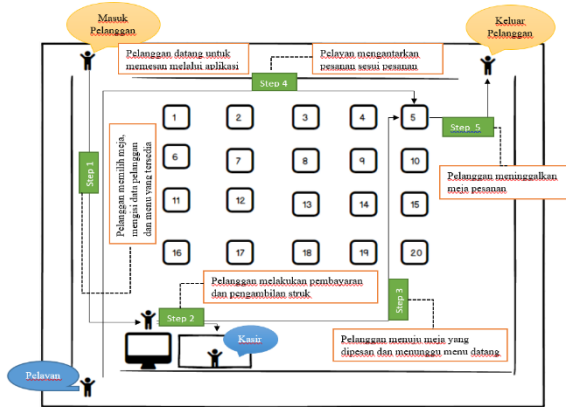 Masuk
Pelanggan
Keluar
Pelanggan
Pelanggan datang untuk
memesan melalui aplikasi
Pelayan mengantarkan
pesanan sesui pesanan
Step 4
1
2
3
4
5
Step 5
Step 1
Pelanggan memilih meja,
mengisi data pelanggan
dan menu yang tersedia
6
7
8
9
10
Pelanggan meninggalkan
meja pesanan
11
12
13
14
15
16
17
18
19
20
Pelanggan melakukan pembayaran
dan pengambilan struk
Step 3
Step 2
Kasir
Pelanggan menuju meja yang
dipesan dan menunggu menu datang
Pelayan